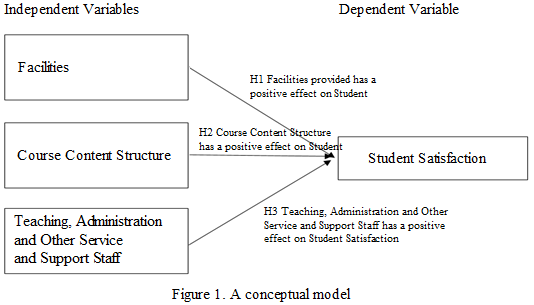 Independent Variables
Dependent Variable
Facilities
H1 Facilities provided has a
positive effect on Student
Course Content Structure
H2 Course Content Structure
has a positive effect on Student
Student Satisfaction
Teaching, Administration
and Other Service
and Support Staff
H3 Teaching, Administration and Other
Service and Support Staff has a positive
effect on Student Satisfaction
Figure 1. A conceptual model